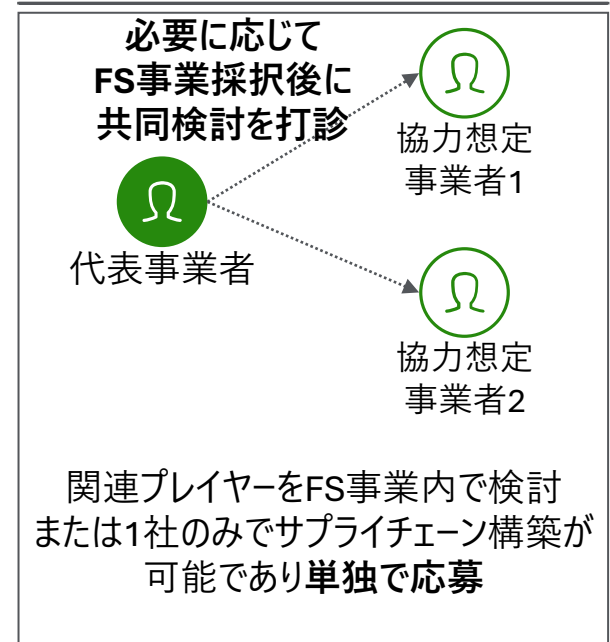 必要に応じて
FS事業採択後に
共同検討を打診
協力想定
事業者1
代表事業者
協力想定
事業者2
関連プレイヤーをFS事業内で検討
または1社のみでサプライチェーン構築が
可能であり単独で応募